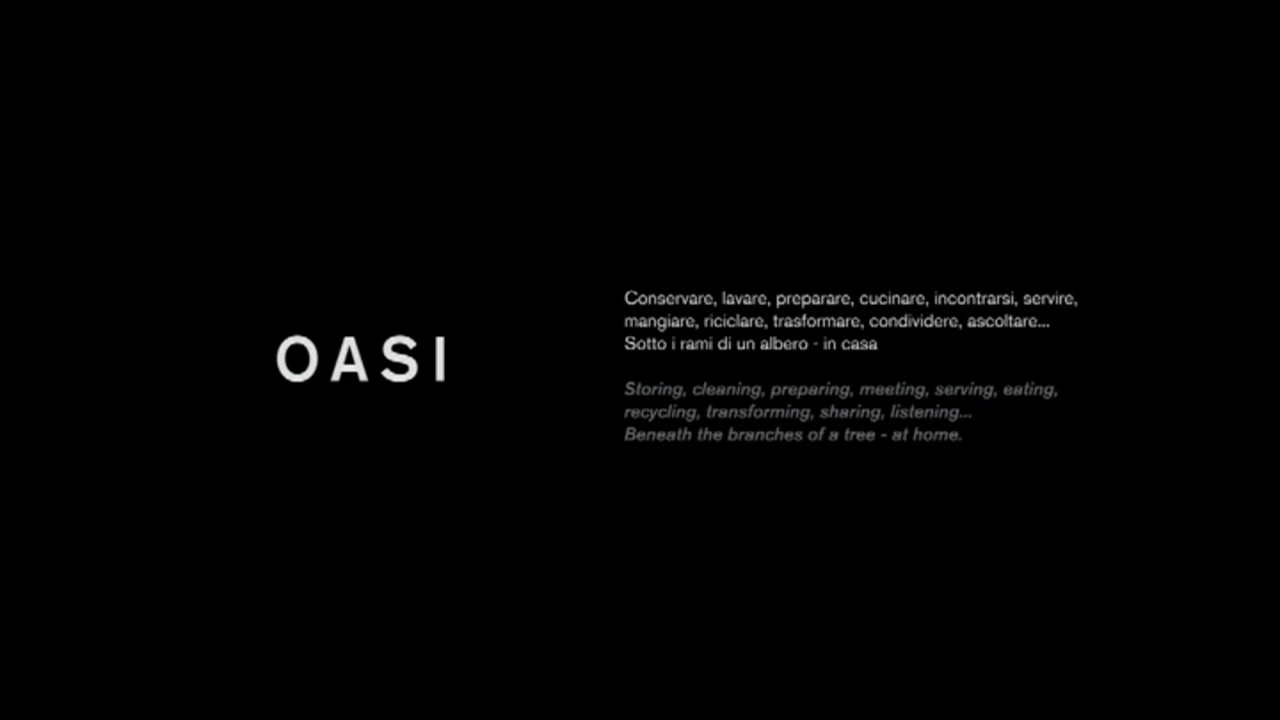 OASI
Conservare, lavare, preparare, cucinare, incontrarsi, servire,
mangiare, riciclare, trasformare, condividere, ascoltare...
Sotto i rami di un albero - in casa
Storing, cleaning, preparing, meeting, serving, eating,
recycling, transforming, sharing, listening...
Beneath the branches of a tree - at home.